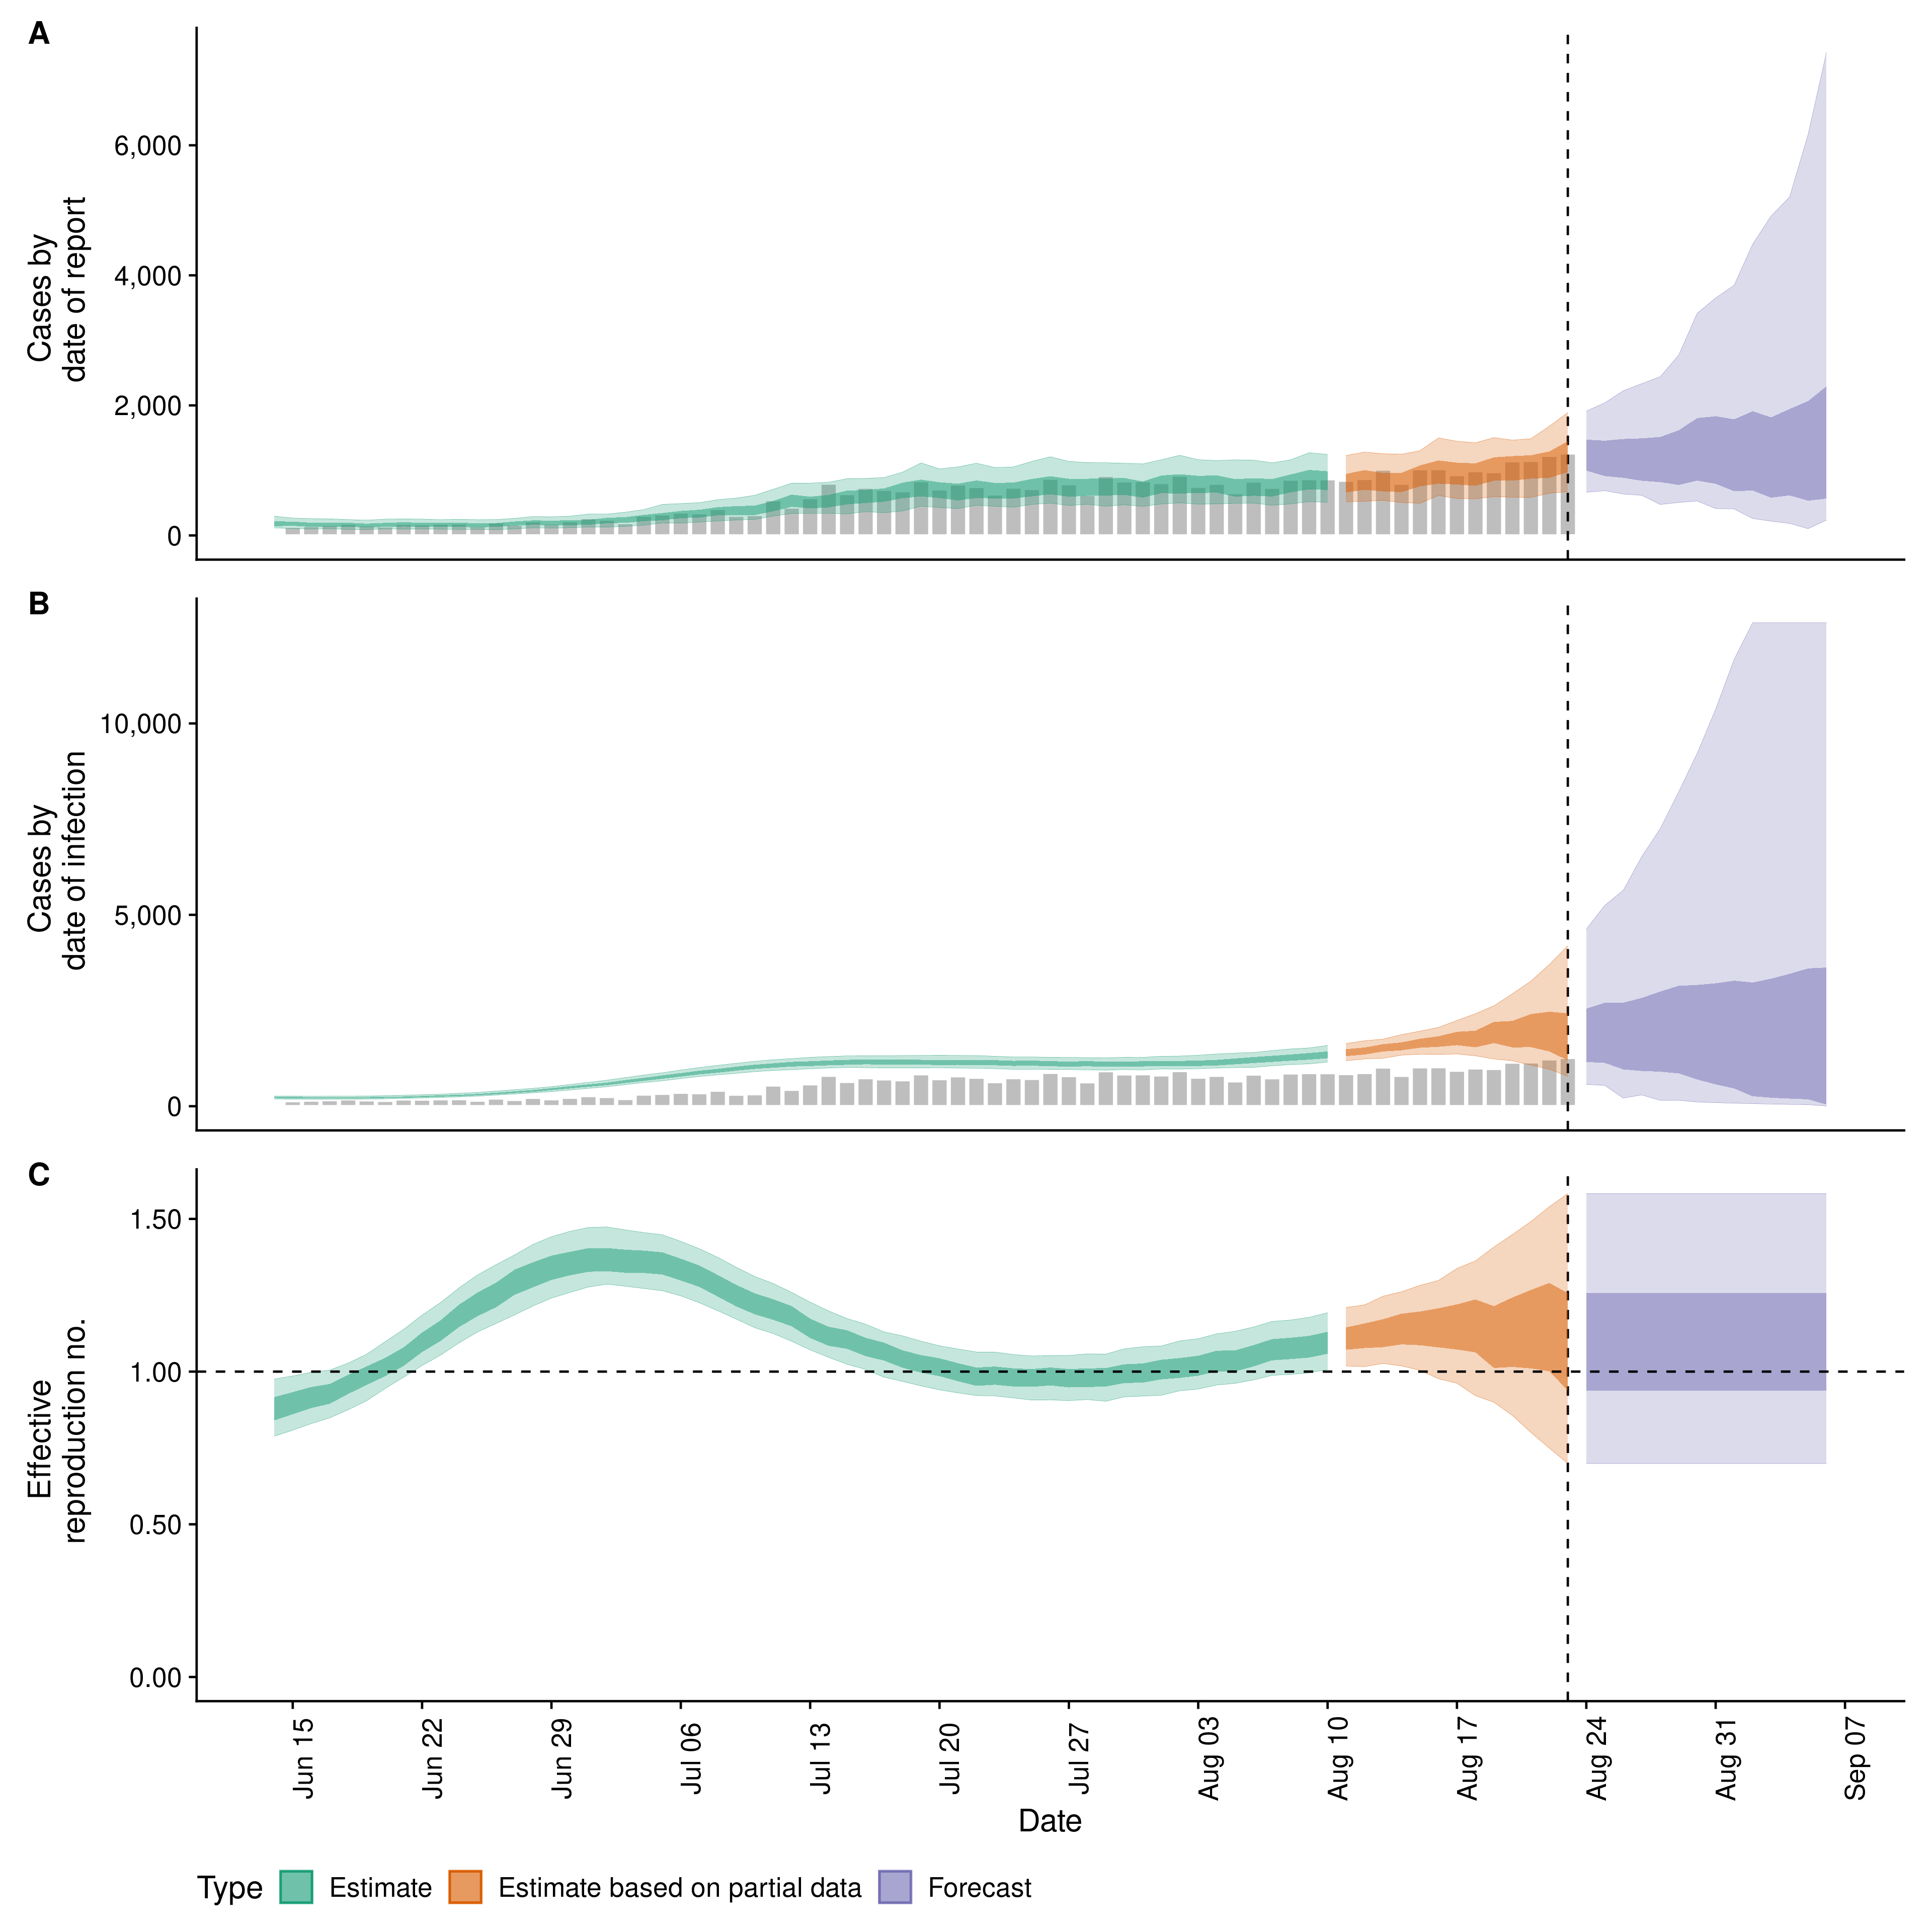 A
Cases by
date of report
6,000
4,000
2,000
0
B
Cases by
date of infection
10,000
5,000
0
C
Effective
reproduction no.
1.50
1.00
0.50
0.00
Jun 15
Jun 22
Jun 29
Jul 06
Jul 13
Jul 20
Jul 27
Aug 03
Aug 10
Aug 17
Aug 24
Aug 31
Sep 07
Date
Type Estimate Estimate based on partial data Forecast